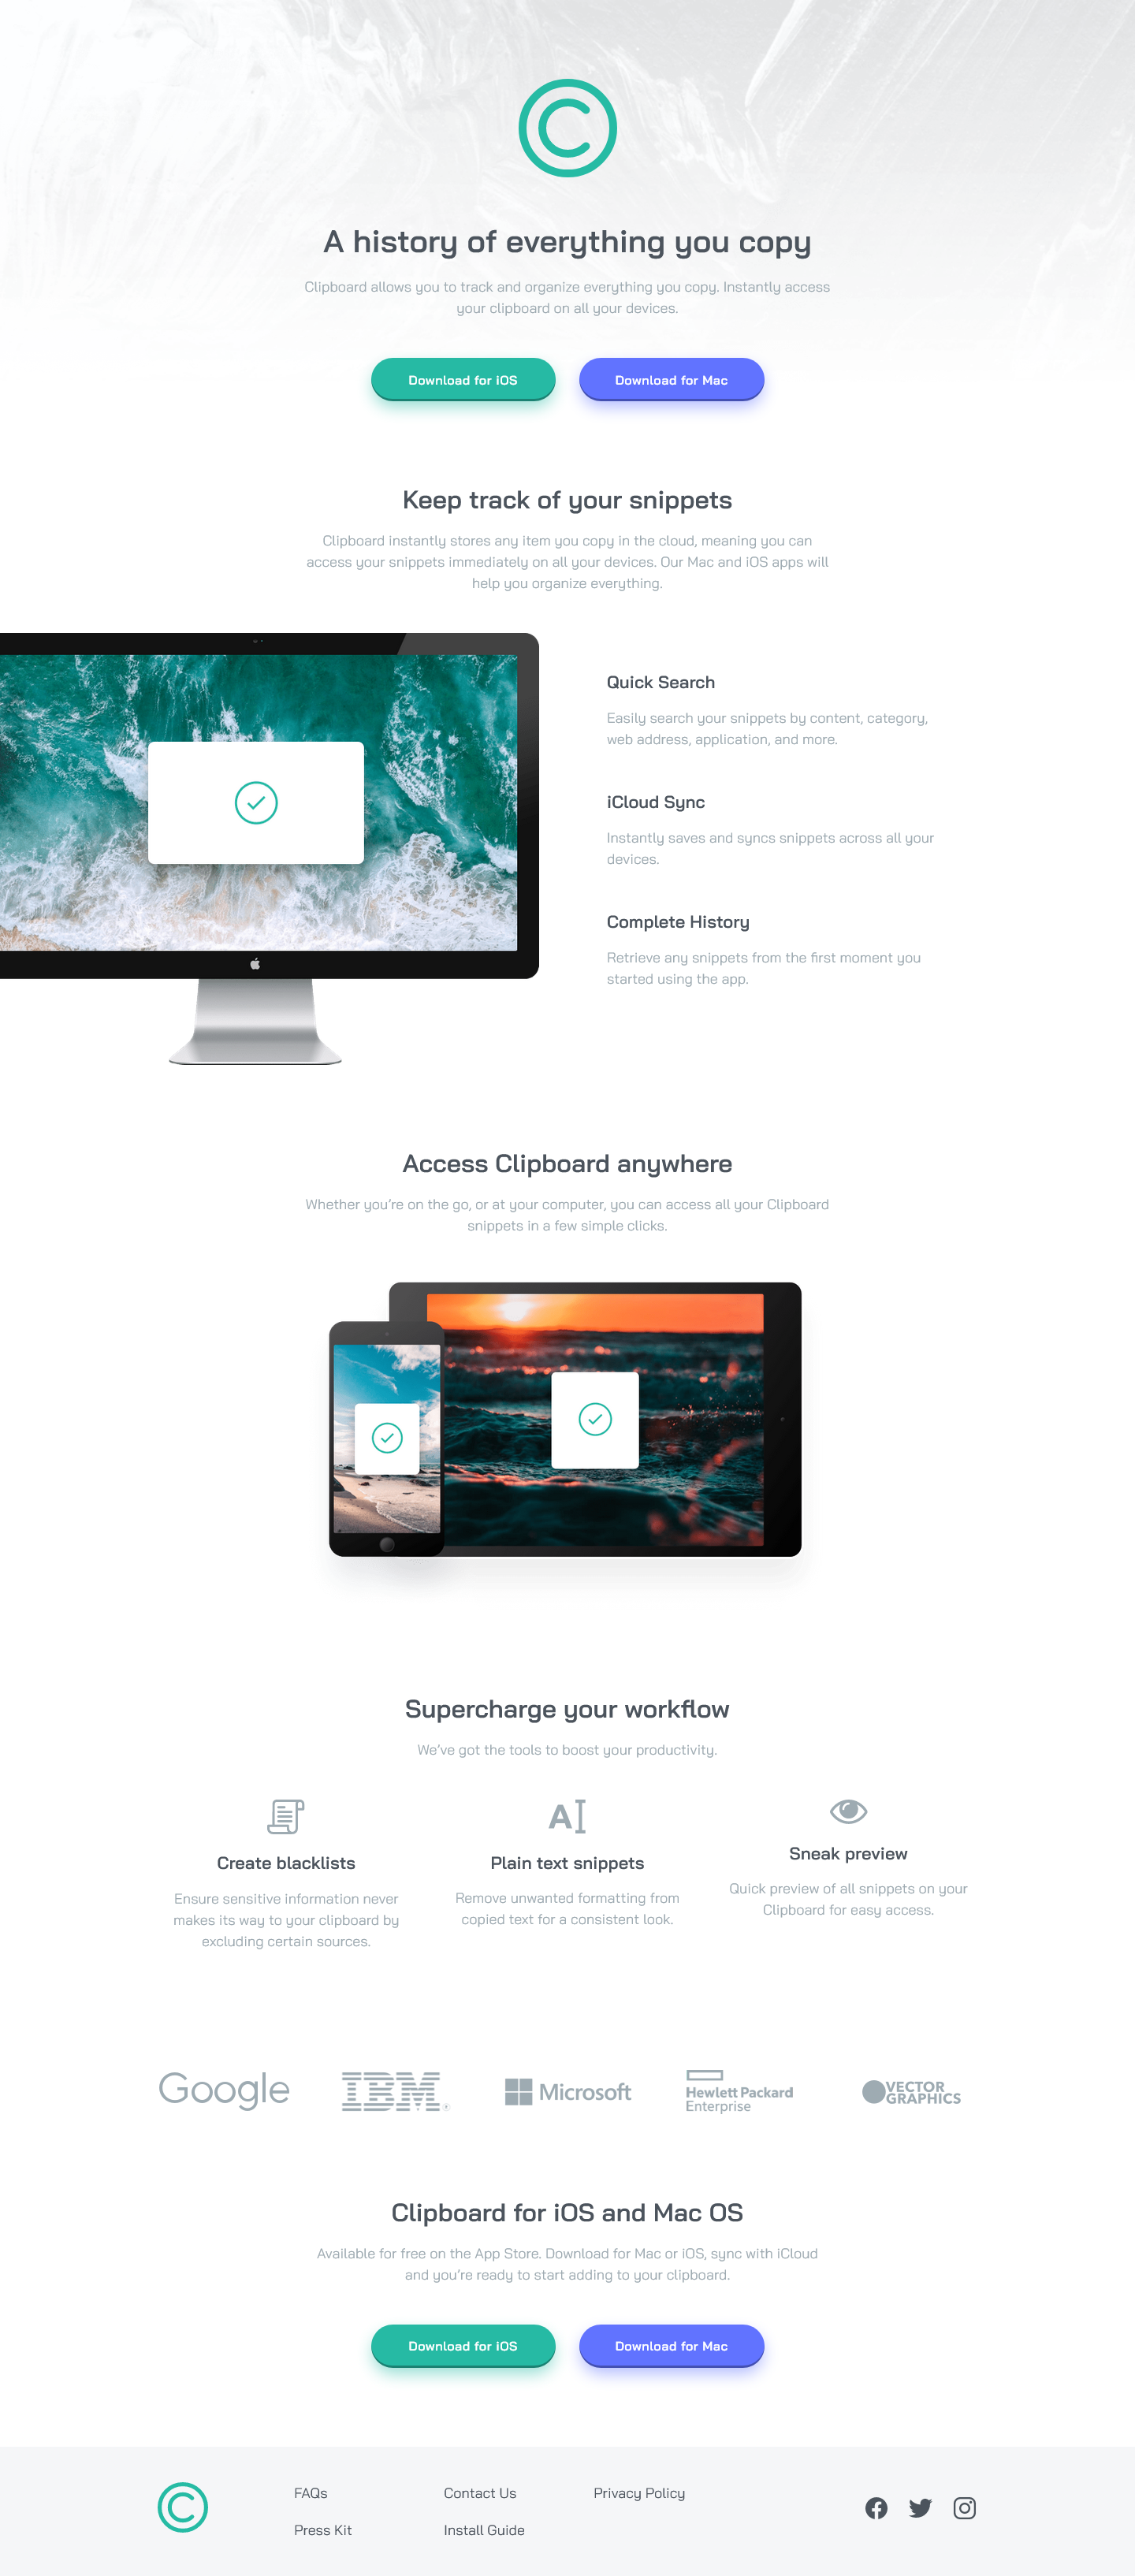 A history of everything you copy
Clipboard allows you to track and organize everything you copy. Instantly access
your clipboard on all your devices.
Download for iOS
Download for Mac
Keep track of your snippets
Clipboard instantly stores any item you copy in the cloud, meaning you can
access your snippets immediately on all your devices. Our Mac and iOS apps will
help you organize everything.
Quick Search
Easily search your snippets by content, category,
web address, application, and more.
iCloud Sync
Instantly saves and syncs snippets across all your
devices.
Complete History
Retrieve any snippets from the first moment you
started using the app.
Access Clipboard anywhere
Whether you’re on the go, or at your computer, you can access all your Clipboard
snippets in a few simple clicks.
Supercharge your workflow
We’ve got the tools to boost your productivity.
A
Create blacklists
Ensure sensitive information never
makes its way to your clipboard by
excluding certain sources.
Plain text snippets
Remove unwanted formatting from
copied text for a consistent look.
Sneak preview
Quick preview of all snippets on your
Clipboard for easy access.
Google
IBM®
Microsoft
Hewlett Packard
Enterprise
VECTOR
GRAPHICS
Clipboard for iOS and Mac OS
Available for free on the App Store. Download for Mac or iOS, sync with iCloud
and you’re ready to start adding to your clipboard.
Download for iOS
Download for Mac
FAQs
Contact Us
Privacy Policy
Press Kit
Install Guide